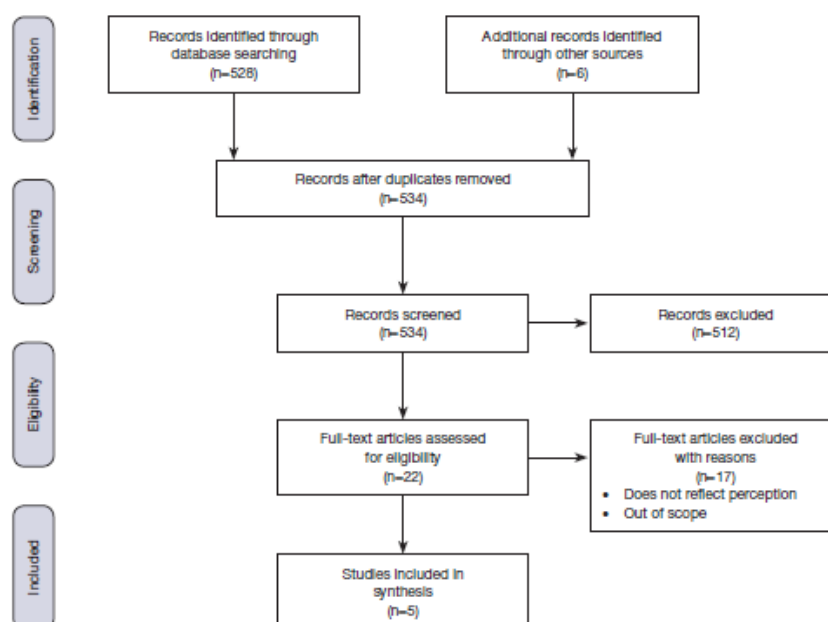 Identification
Records identified through
database searching
(n=528)
Additional records identified
through other sources
(n=6)
Records after duplicates removed
(n=534)
Screening
Records screened
(n=534)
Records excluded
(n=512)
Eligibility
Full-text articles assessed
for eligibility
(n=22)
Full-text articles excluded
with reasons
(n=17)
• Does not reflect perception
• Out of scope
Included
Studies included in
synthesis
(n=5)